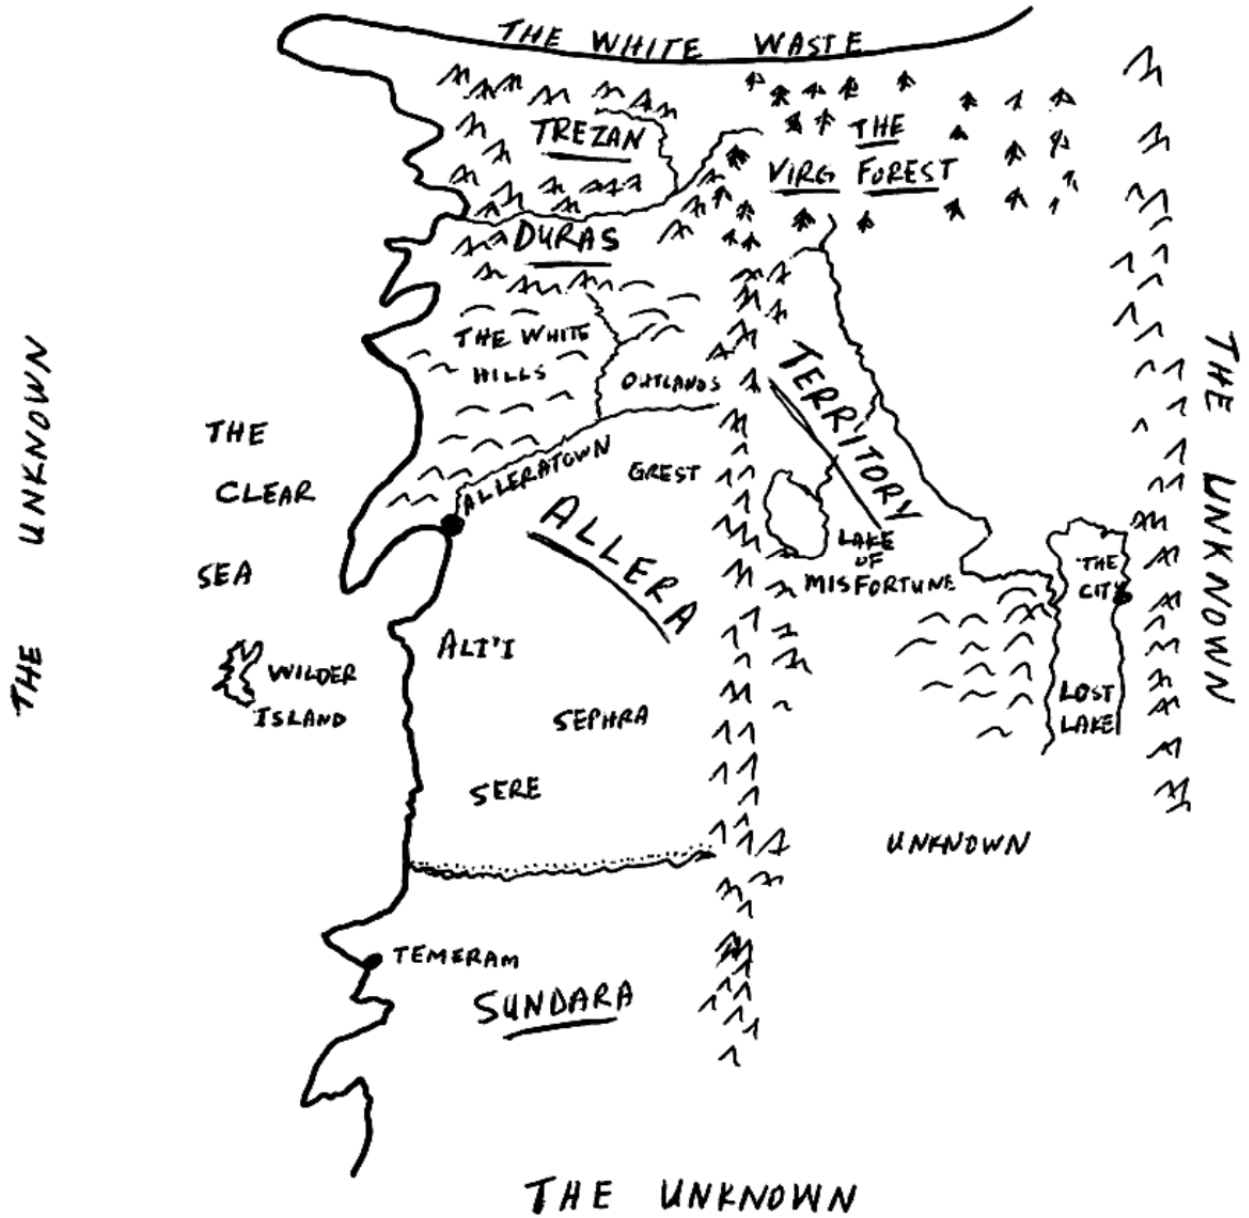 THE WHITE WASTE
TREZAN
THE
VIRG FOREST
DURAS
THE WHITE
HILLS
OUTLANDS
TERRITORY
THE UNKNOWN
THE UNKNOWN
THE
CLEAR
SEA
ALLERATOWN
GREST
ALLERA
LAKE
OF
MISFORTUNE
THE
CITY
ALI'I
WILDER
ISLAND
SEPHRA
LOST
LAKE
SERE
UNKNOWN
TEMERAM
SUNDARA
THE UNKNOWN